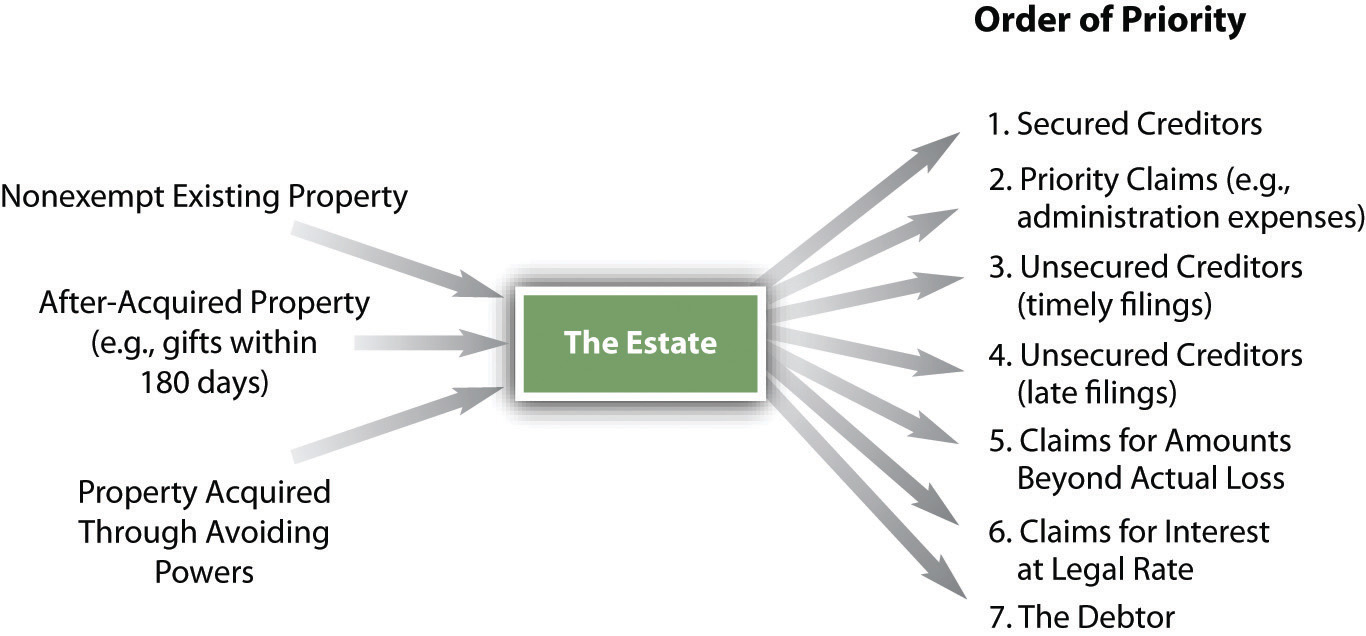 Order of Priority
Nonexempt Existing Property
After-Acquired Property
(e.g., gifts within
180 days)
Property Acquired
Through Avoiding
Powers
The Estate
1. Secured Creditors
2. Priority Claims (e.g.,
administration expenses)
3. Unsecured Creditors
(timely filings)
4. Unsecured Creditors
(late filings)
5. Claims for Amounts
Beyond Actual Loss
6. Claims for Interest
at Legal Rate
7. The Debtor